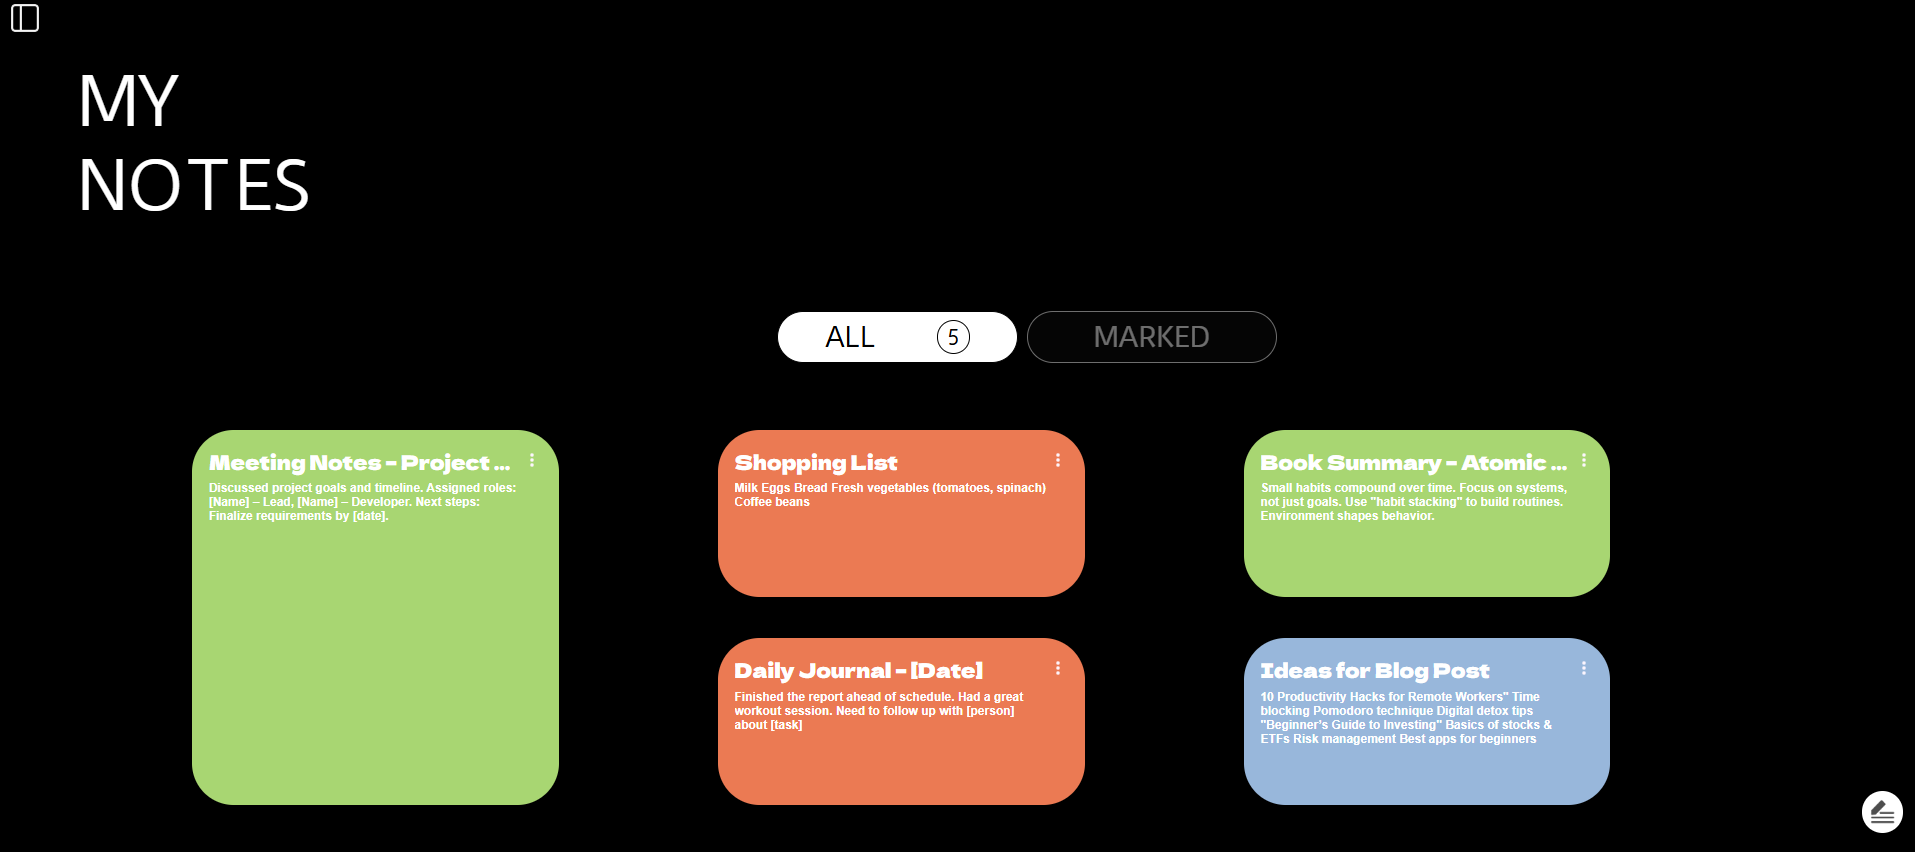 MY
NOTES
ALL 5
MARKED
Meeting Notes - Project ...
Discussed project goals and timeline. Assigned roles:
[Name] – Lead, [Name] – Developer. Next steps:
Finalize requirements by [date].
Shopping List
Milk Eggs Bread Fresh vegetables (tomatoes, spinach)
Coffee beans
Book Summary - Atomic ...
Small habits compound over time. Focus on systems,
not just goals. Use "habit stacking" to build routines.
Environment shapes behavior.
Daily Journal - [Date]
Finished the report ahead of schedule. Had a great
workout session. Need to follow up with [person]
about [task]
Ideas for Blog Post
10 Productivity Hacks for Remote Workers" Time
blocking Pomodoro technique Digital detox tips
"Beginner’s Guide to Investing" Basics of stocks &
ETFs Risk management Best apps for beginners